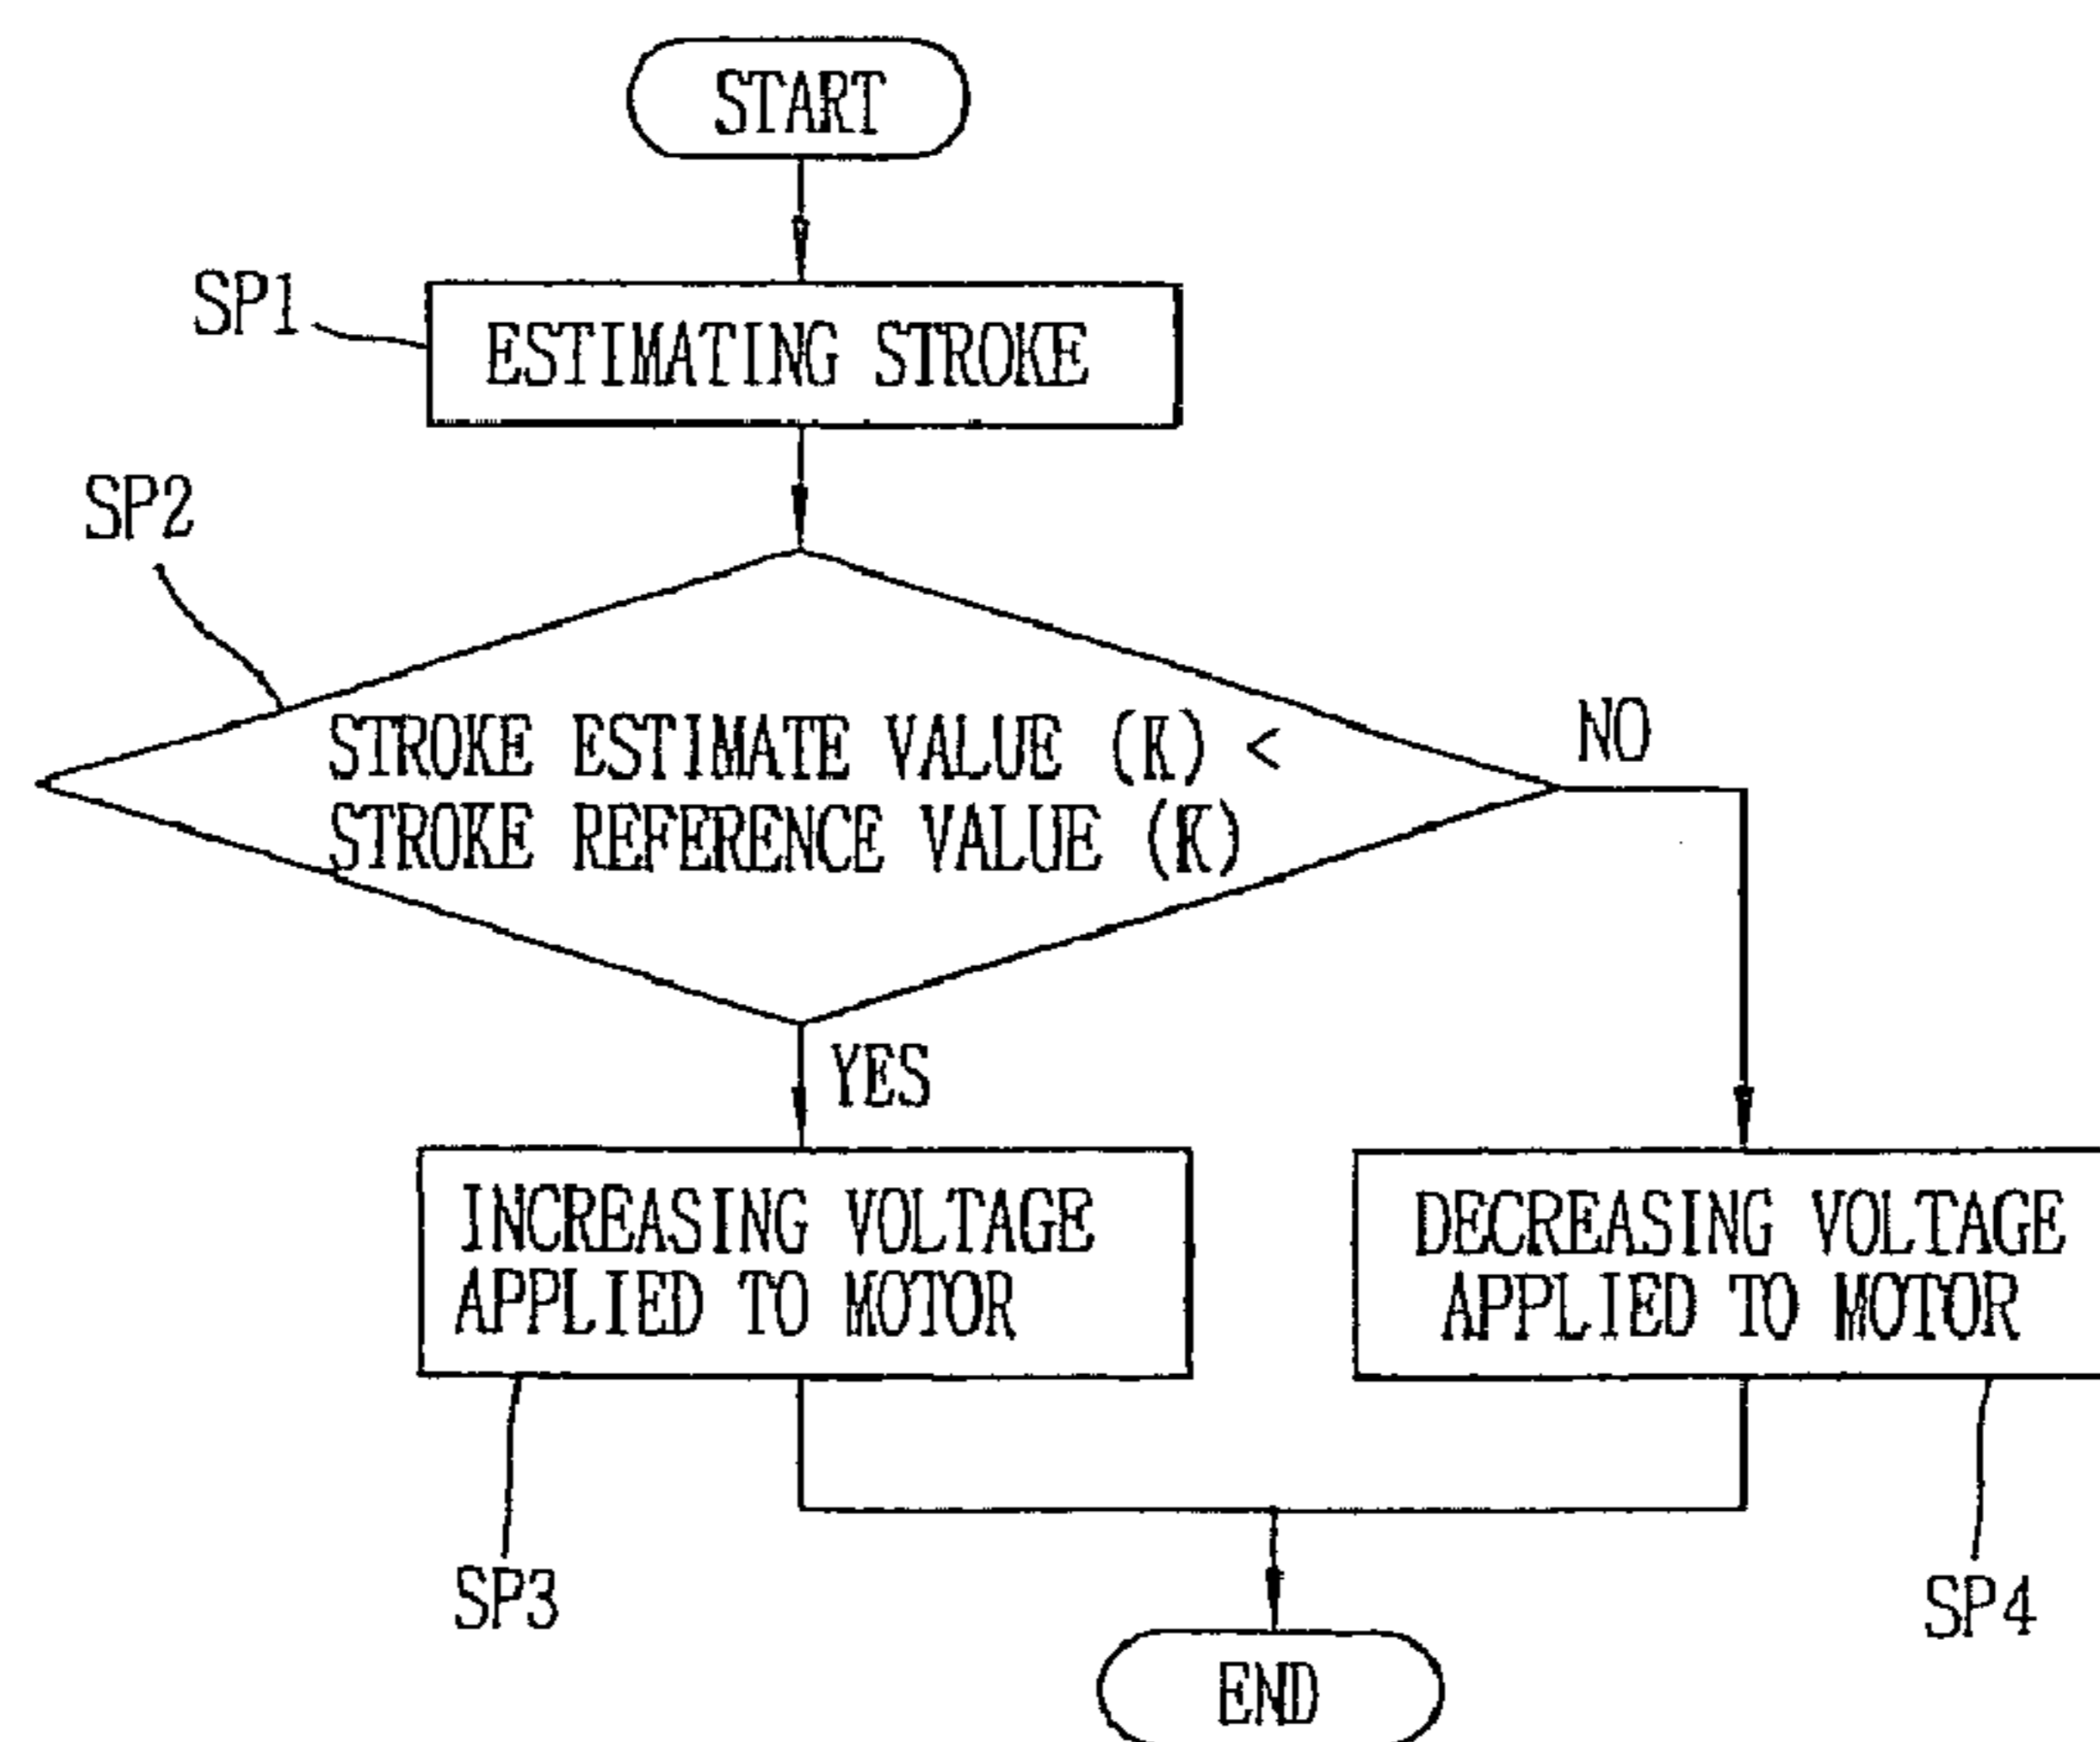 START
SP1
ESTIMATING STROKE
SP2
STROKE ESTIMATE VALUE (K) <
STROKE REFERENCE VALUE (K)
NO
YES
INCREASING VOLTAGE
APPLIED TO MOTOR
DECREASING VOLTAGE
APPLIED TO MOTOR
SP3
SP4
END